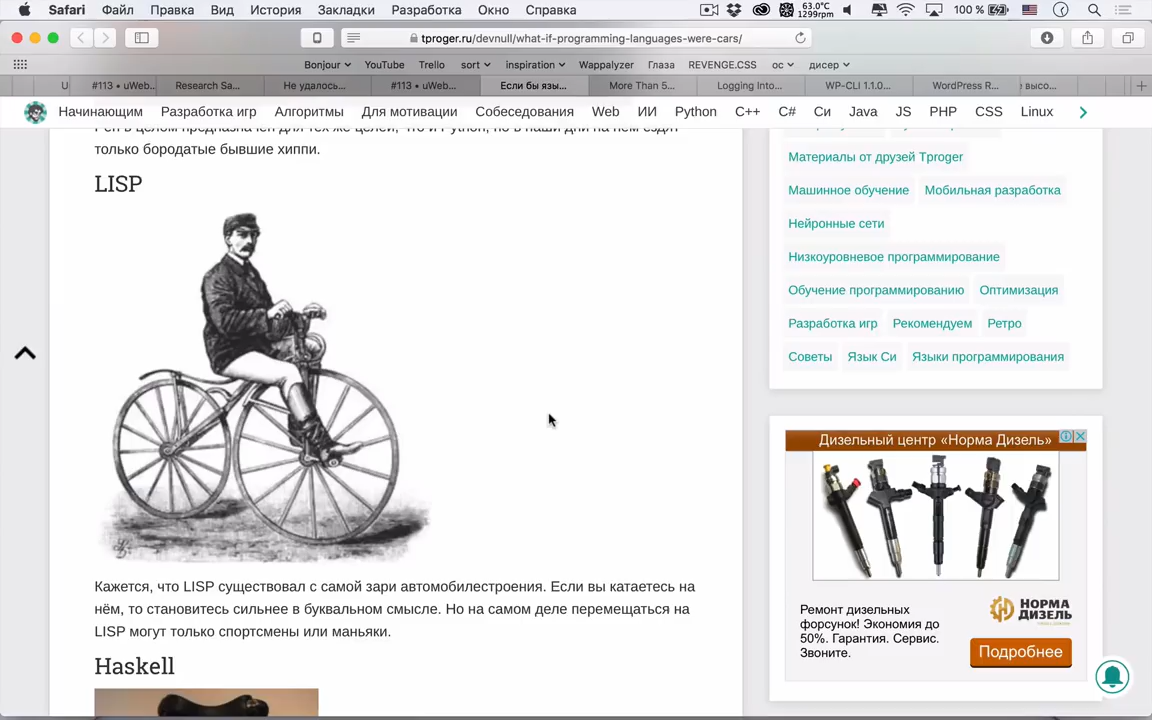 Safari Файл Правка Вид История Закладки Разработка Окно Справка 63.0°C 1299rpm 100 %
tproger.ru/devnull/what-if-programming-languages-were-cars/
Bonjour YouTube Trello sort inspiration Wappalyzer Глаза REVENGE.CSS ос дисер
U #113 • uWeb... Research Sa... Не удалось... #113 • uWeb... Если бы язы... More Than 5... Logging Into... WP-CLI 1.1.0... WordPress R... высо...
Начинающим Разработка игр Алгоритмы Для мотивации Собеседования Web ИИ Python C++ C# Си Java JS PHP CSS Linux
только бородатые бывшие хиппи.
LISP
Кажется, что LISP существовал с самой зари автомобилестроения. Если вы катаетесь на
нём, то становитесь сильнее в буквальном смысле. Но на самом деле перемещаться на
LISP могут только спортсмены или маньяки.
Haskell
Материалы от друзей Tproger
Машинное обучение Мобильная разработка
Нейронные сети
Низкоуровневое программирование
Обучение программированию Оптимизация
Разработка игр Рекомендуем Ретро
Советы Язык Си Языки программирования
Дизельный центр «Норма Дизель»
Ремонт дизельных
форсунок! Экономия до
50%. Гарантия. Сервис.
Звоните.
НОРМА
ДИЗЕЛЬ
Подробнее